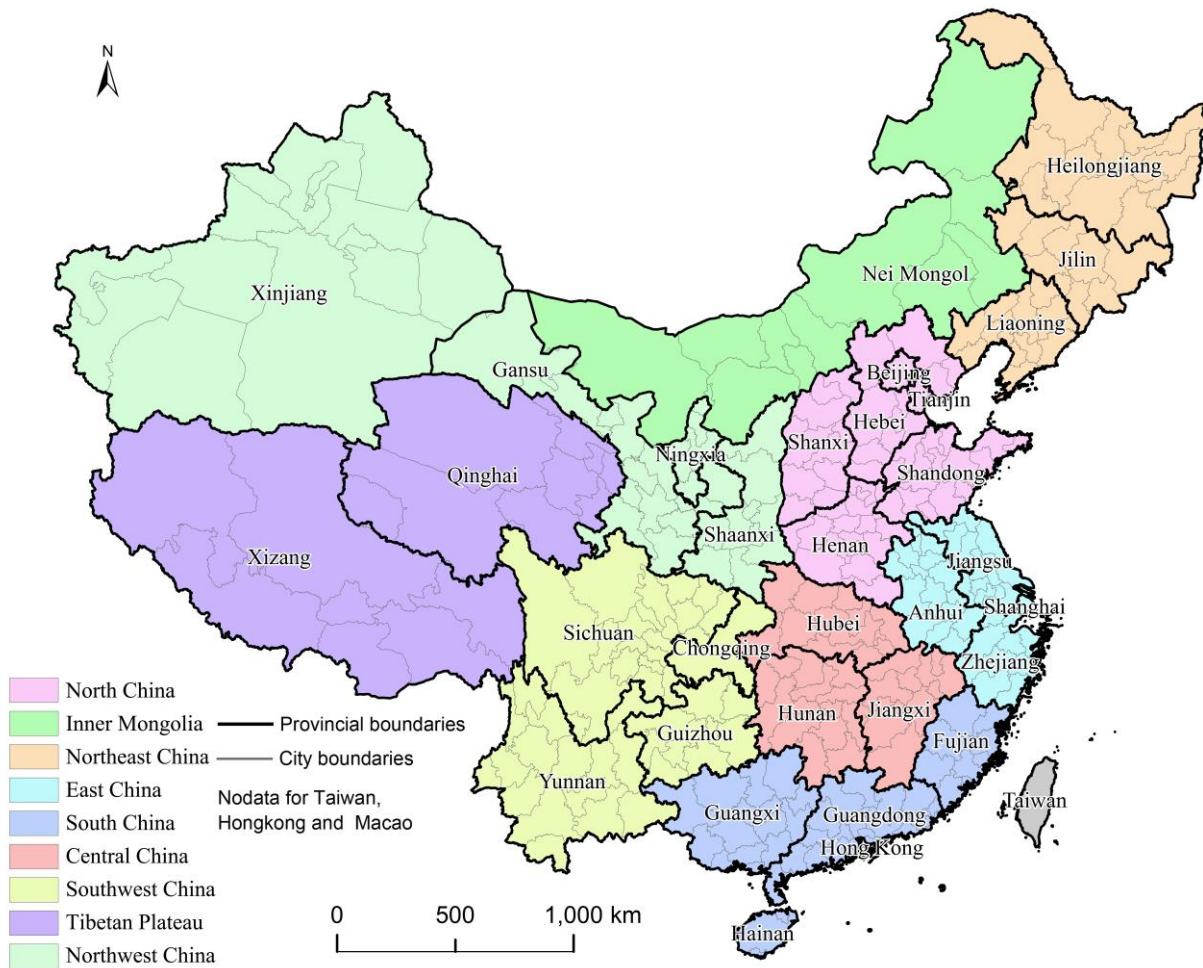 N
Heilongjiang
Jilin
Nei Mongol
Xinjiang
Liaoning
Gansu
Beijing
Tianjin
Hebei
Shanxi
Ningxia
Shandong
Qinghai
Shaanxi
Henan
Xizang
Jiangsu
Shanghai
Anhui
Hubei
Sichuan
Chongqing
Zhejiang
Hunan
Jiangxi
Guizhou
Fujian
Yunnan
Taiwan
Guangxi
Guangdong
Hong Kong
Hainan
North China
Inner Mongolia
Northeast China
East China
South China
Central China
Southwest China
Tibetan Plateau
Northwest China
Provincial boundaries
City boundaries
Nodata for Taiwan,
Hongkong and Macao
0 500 1,000 km